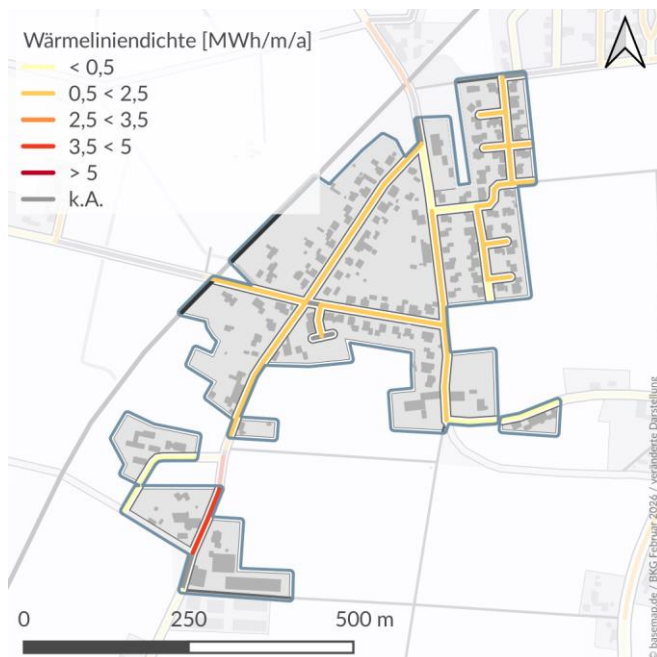 Wärmeliniendichte [MWh/m/a]
< 0,5
0,5 < 2,5
2,5 < 3,5
3,5 < 5
> 5
k.A.
© basemap.de / BKG Februar 2026 / veränderte Darstellung
0 250 500 m